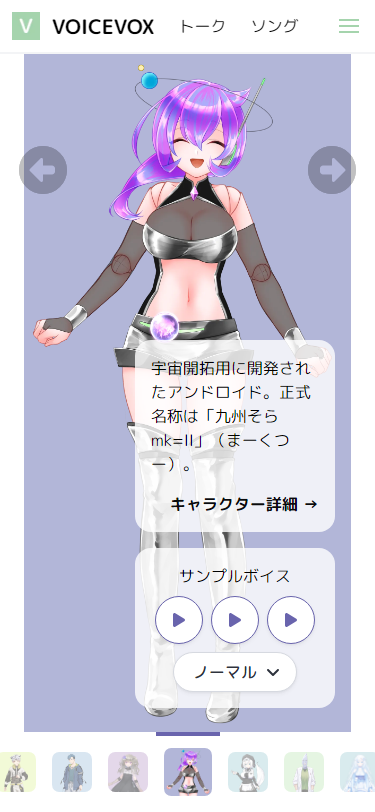 V VOICEVOX トーク ソング
宇宙開拓用に開発され
たアンドロイド。正式
名称は「九州そら
mk=II」（まーくつ
ー）。
キャラクター詳細 →
サンプルボイス
ノーマル